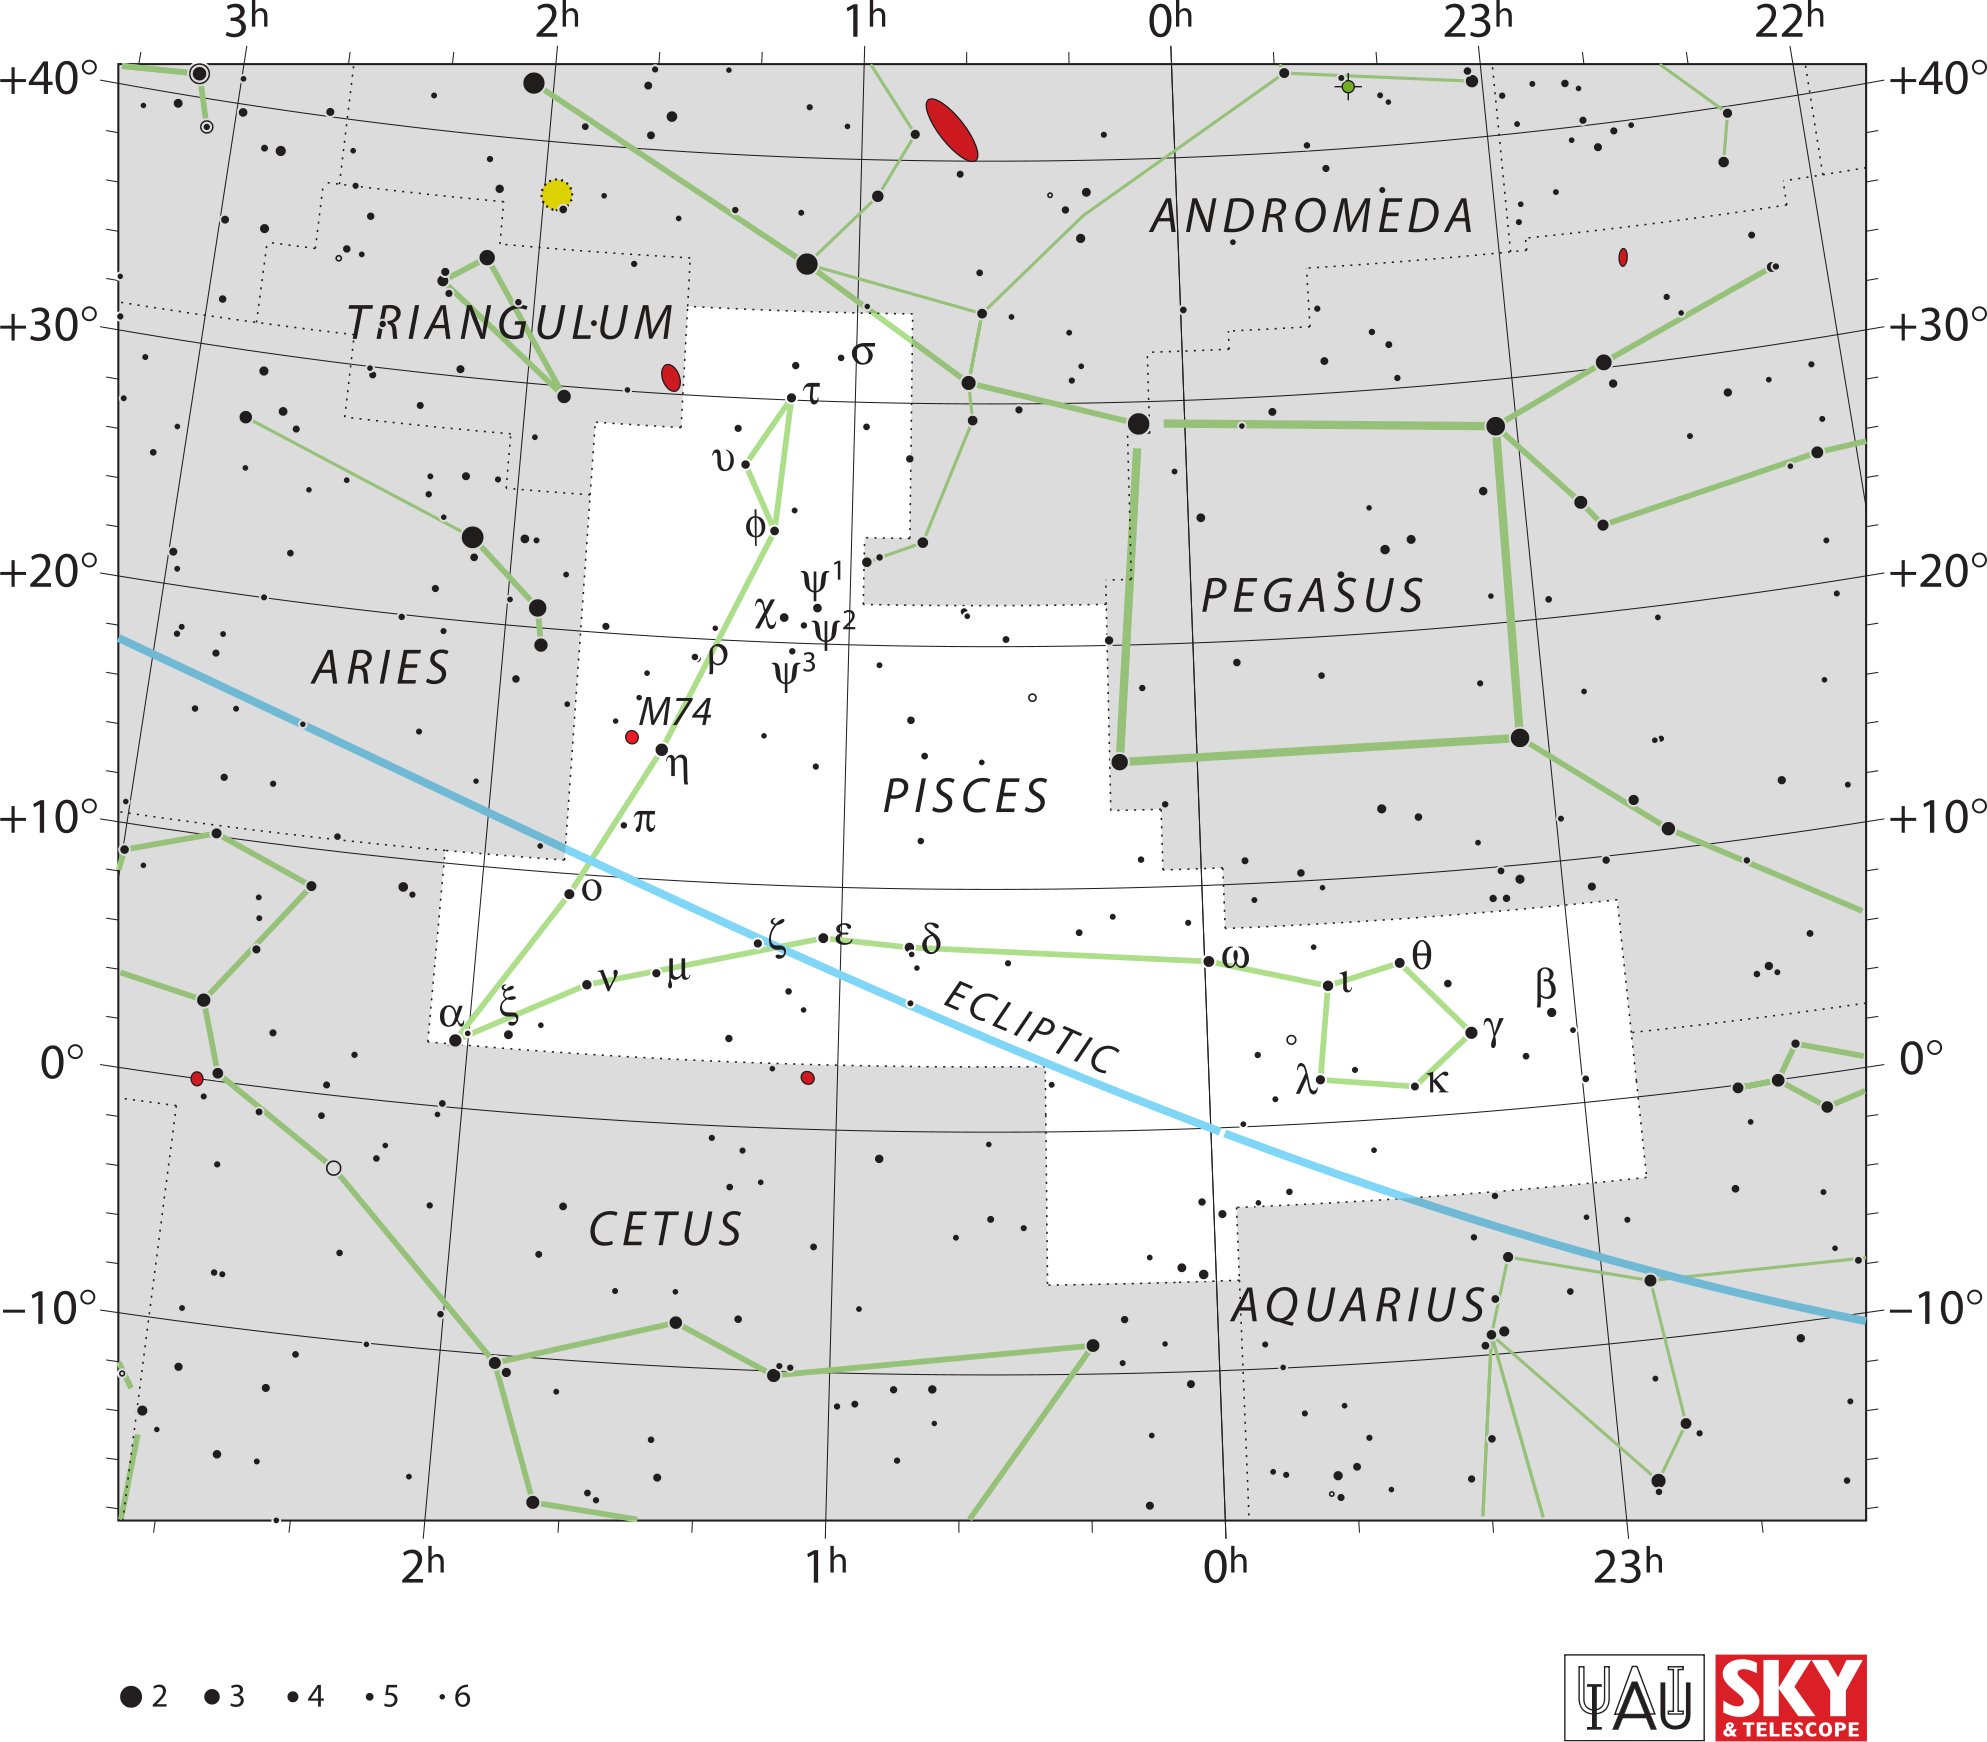 3h 2h 1h 0h 23h 22h
+40° +40°
ANDROMEDA
+30° TRIANGULUM +30°
σ
τ
υ
ϕ
+20° ψ1 +20°
χ ψ2 PEGASUS
ρ ψ3
ARIES
M74
η
PISCES
+10° π +10°
ο
ζ ε δ ω θ
ν μ ι β
α ξ ECLIPTIC γ
0° λ κ 0°
CETUS
−10° AQUARIUS −10°
2h 1h 0h 23h
2 3 4 5 6
IAU
SKY
& TELESCOPE